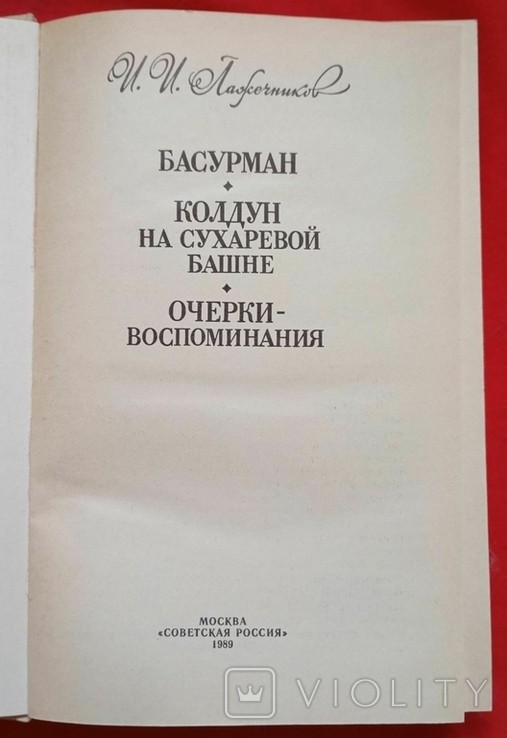 И. И. Лажечников
БАСУРМАН
КОЛДУН
НА СУХАРЕВОЙ
БАШНЕ
ОЧЕРКИ-
ВОСПОМИНАНИЯ
МОСКВА
«СОВЕТСКАЯ РОССИЯ»
1989
VIOLITY